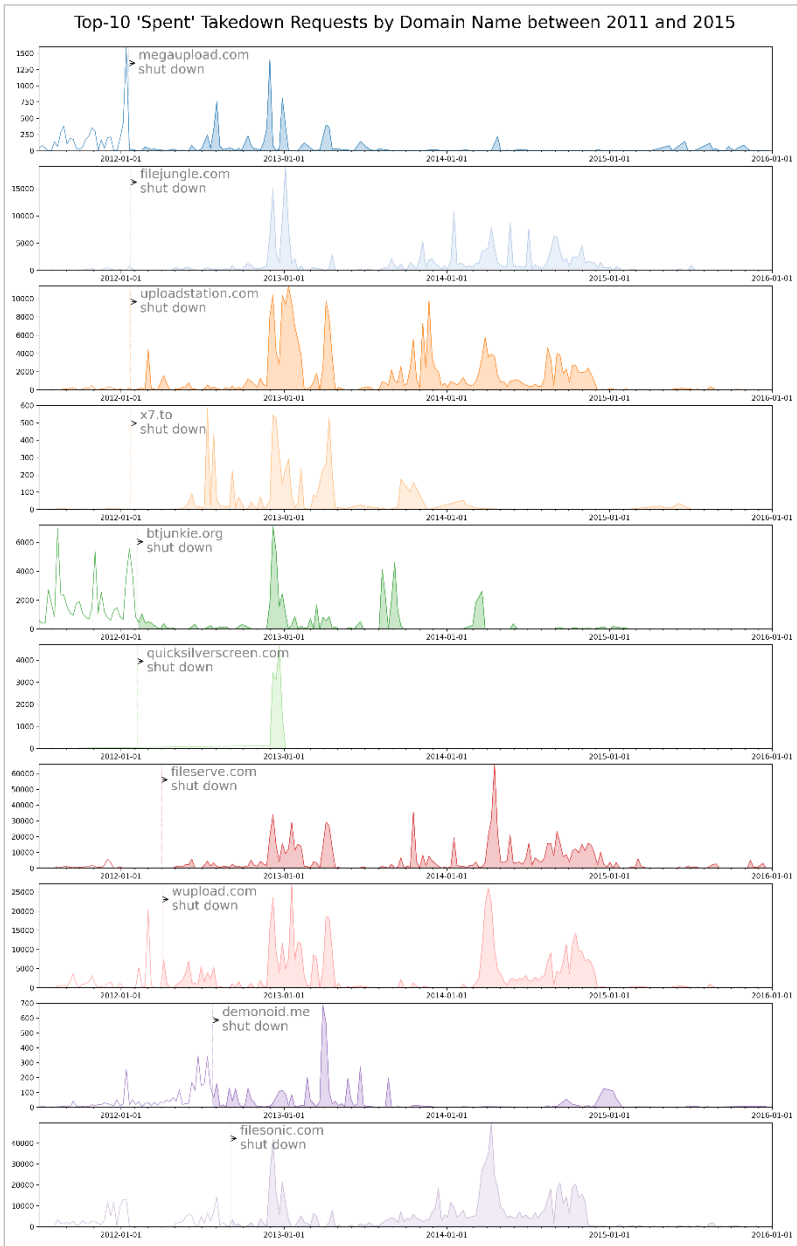 Top-10 'Spent' Takedown Requests by Domain Name between 2011 and 2015
megaupload.com
shut down
1500
1250
1000
750
500
250
0
2012-01-01 2013-01-01 2014-01-01 2015-01-01 2016-01-01
filejungle.com
shut down
15000
10000
5000
0
2012-01-01 2013-01-01 2014-01-01 2015-01-01 2016-01-01
uploadstation.com
shut down
10000
8000
6000
4000
2000
0
2012-01-01 2013-01-01 2014-01-01 2015-01-01 2016-01-01
x7.to
shut down
600
500
400
300
200
100
0
2012-01-01 2013-01-01 2014-01-01 2015-01-01 2016-01-01
btjunkie.org
shut down
6000
4000
2000
0
2012-01-01 2013-01-01 2014-01-01 2015-01-01 2016-01-01
quicksilverscreen.com
shut down
4000
3000
2000
1000
0
2012-01-01 2013-01-01 2014-01-01 2015-01-01 2016-01-01
fileserve.com
shut down
60000
50000
40000
30000
20000
10000
0
2012-01-01 2013-01-01 2014-01-01 2015-01-01 2016-01-01
wupload.com
shut down
25000
20000
15000
10000
5000
0
2012-01-01 2013-01-01 2014-01-01 2015-01-01 2016-01-01
demonoid.me
shut down
700
600
500
400
300
200
100
0
2012-01-01 2013-01-01 2014-01-01 2015-01-01 2016-01-01
filesonic.com
shut down
40000
30000
20000
10000
0
2012-01-01 2013-01-01 2014-01-01 2015-01-01 2016-01-01